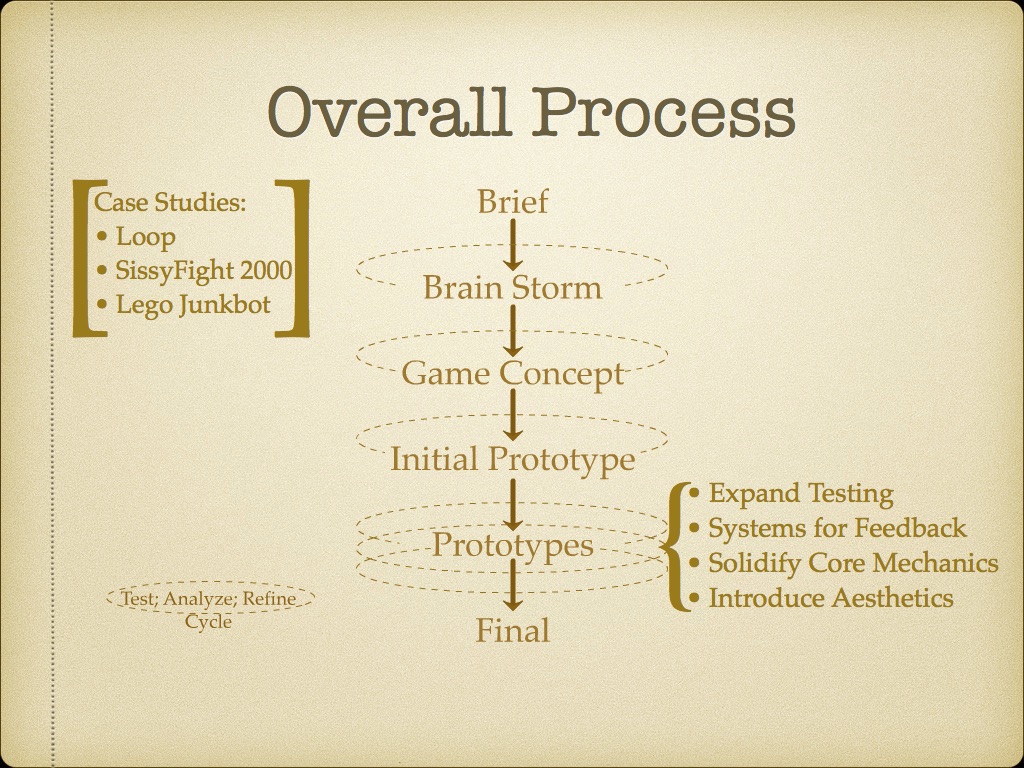 Overall Process
Case Studies:
• Loop
• SissyFight 2000
• Lego Junkbot
Brief
Brain Storm
Game Concept
Initial Prototype
Prototypes
Final
• Expand Testing
• Systems for Feedback
• Solidify Core Mechanics
• Introduce Aesthetics
Test; Analyze; Refine
Cycle